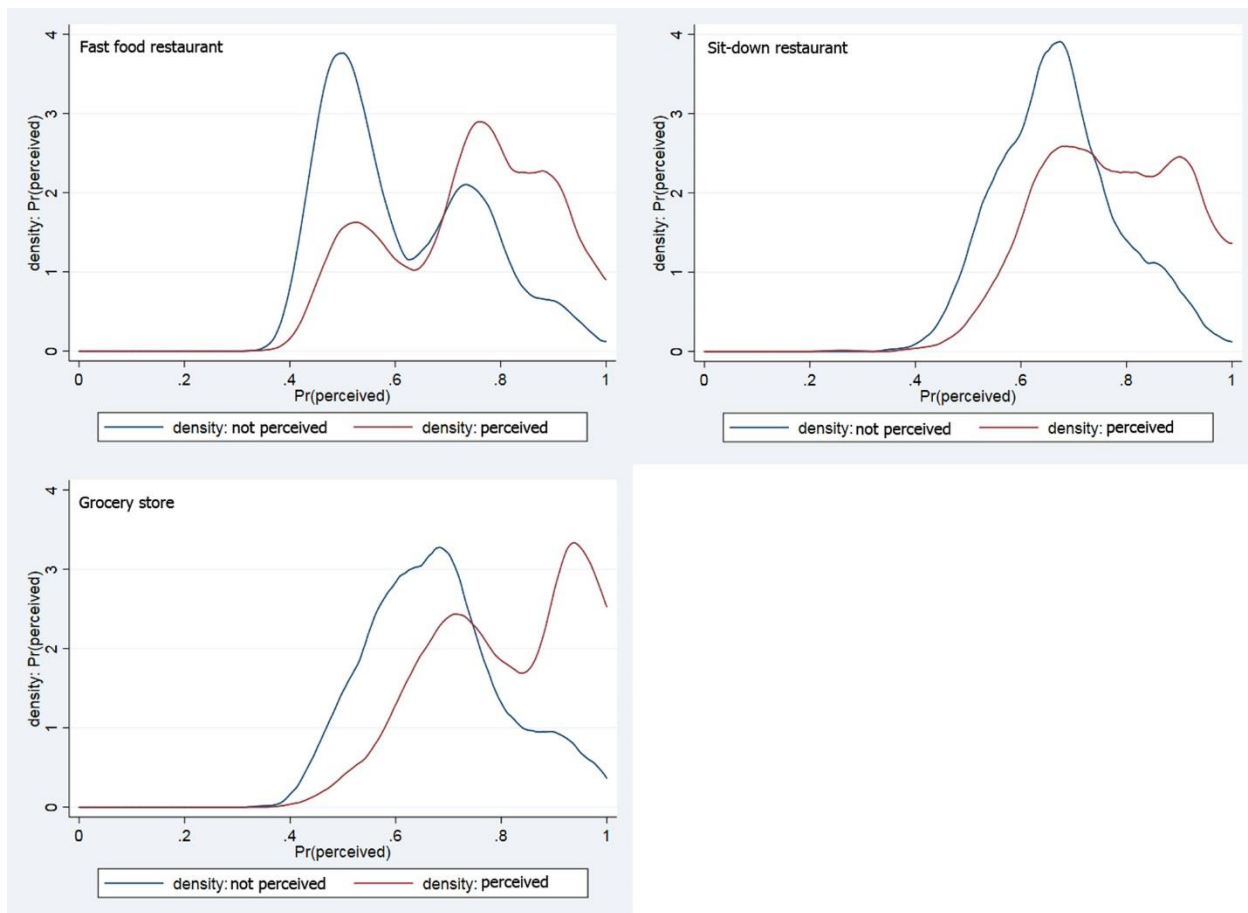 Fast food restaurant
density: Pr(perceived)
4
3
2
1
0
0 .2 .4 .6 .8 1
Pr(perceived)
density: not perceived density: perceived
Sit-down restaurant
density: Pr(perceived)
4
3
2
1
0
0 .2 .4 .6 .8 1
Pr(perceived)
density: not perceived density: perceived
Grocery store
density: Pr(perceived)
4
3
2
1
0
0 .2 .4 .6 .8 1
Pr(perceived)
density: not perceived density: perceived